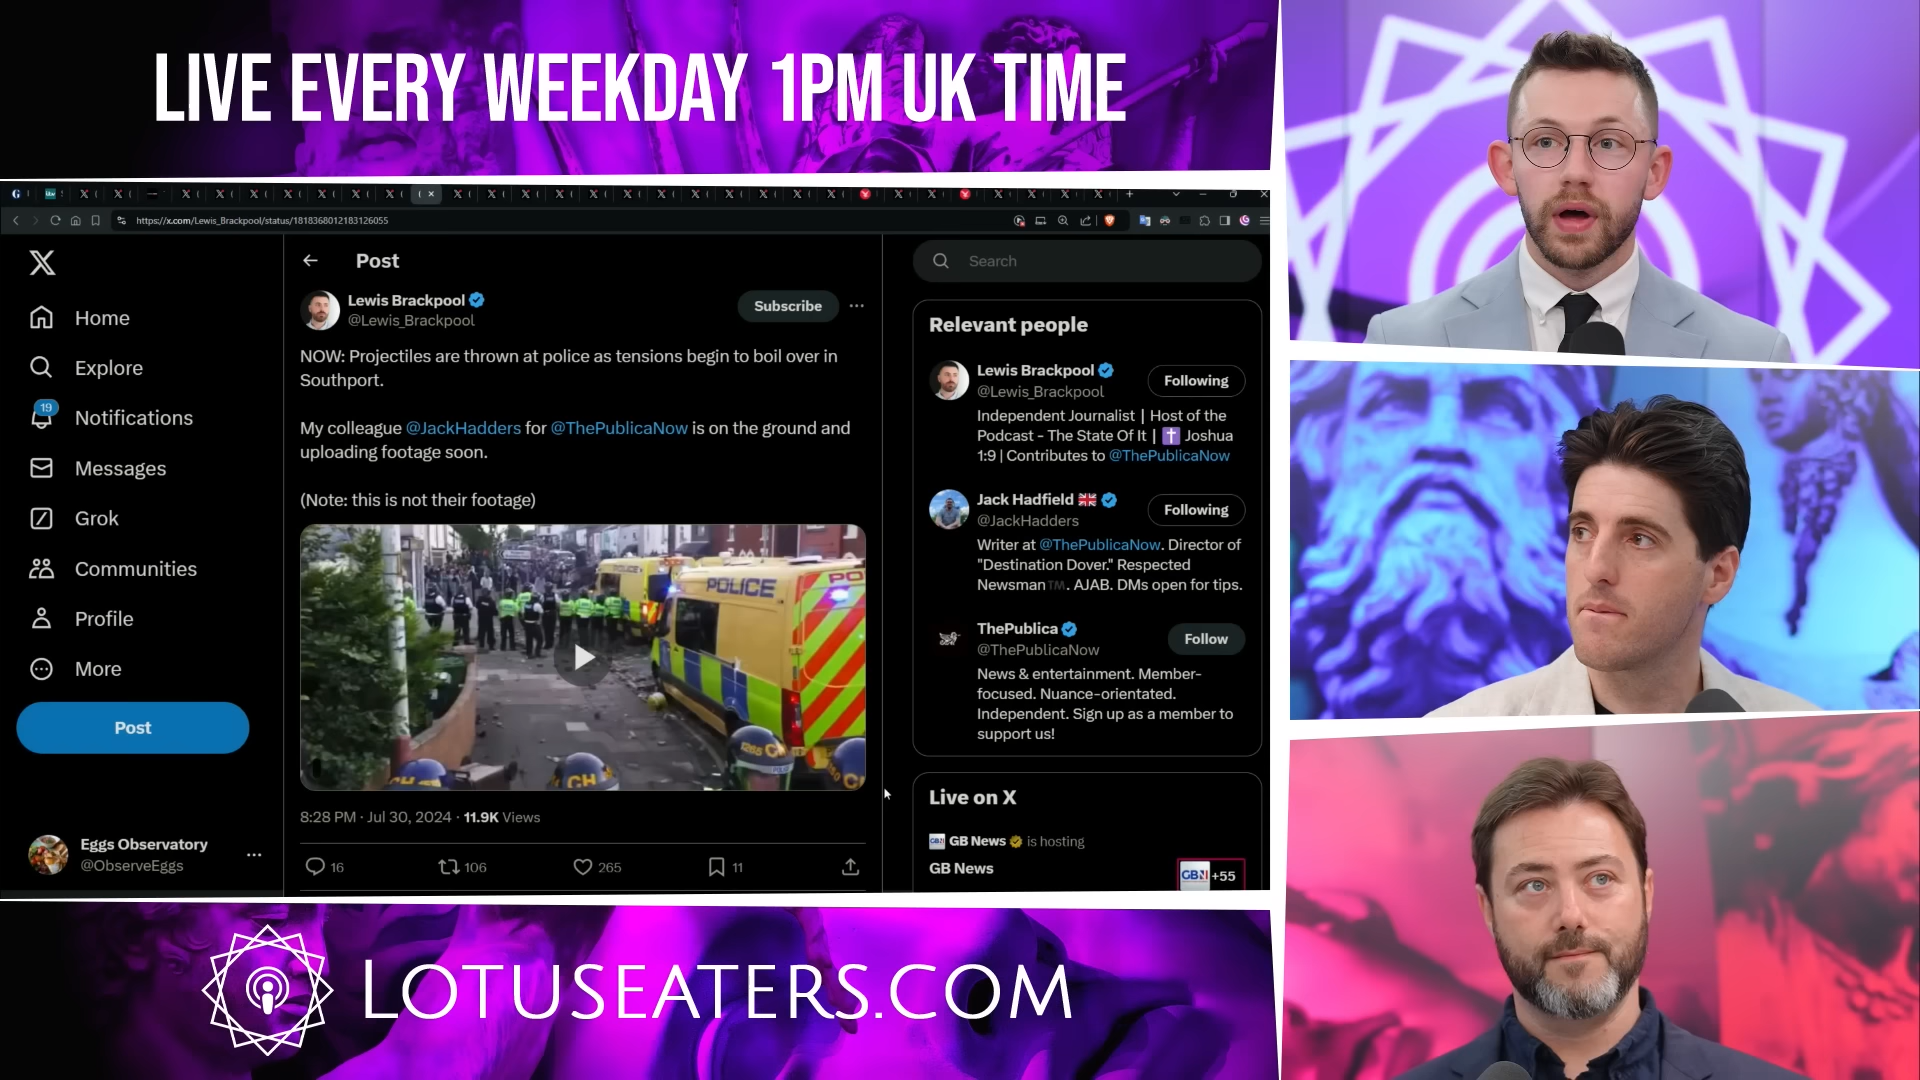 LIVE EVERY WEEKDAY 1PM UK TIME
https://x.com/Lewis_Brackpool/status/1818368012183126055
Home
Explore
19
Notifications
Messages
Grok
Communities
Profile
More
Post
Eggs Observatory
@ObserveEggs
Post
Lewis Brackpool
@Lewis_Brackpool
Subscribe
NOW: Projectiles are thrown at police as tensions begin to boil over in
Southport.
My colleague @JackHadders for @ThePublicaNow is on the ground and
uploading footage soon.
(Note: this is not their footage)
POLICE
PO
CH
CH
CH
8:28 PM · Jul 30, 2024 · 11.9K Views
16
106
265
11
Search
Relevant people
Lewis Brackpool
@Lewis_Brackpool
Following
Independent Journalist | Host of the
Podcast - The State Of It | ✝️ Joshua
1:9 | Contributes to @ThePublicaNow
Jack Hadfield 🇬🇧
@JackHadders
Following
Writer at @ThePublicaNow. Director of
"Destination Dover." Respected
Newsman™. AJAB. DMs open for tips.
ThePublica
@ThePublicaNow
Follow
News & entertainment. Member-
focused. Nuance-orientated.
Independent. Sign up as a member to
support us!
Live on X
GB News is hosting
GB News
GBN +55
LOTUSEATERS.COM